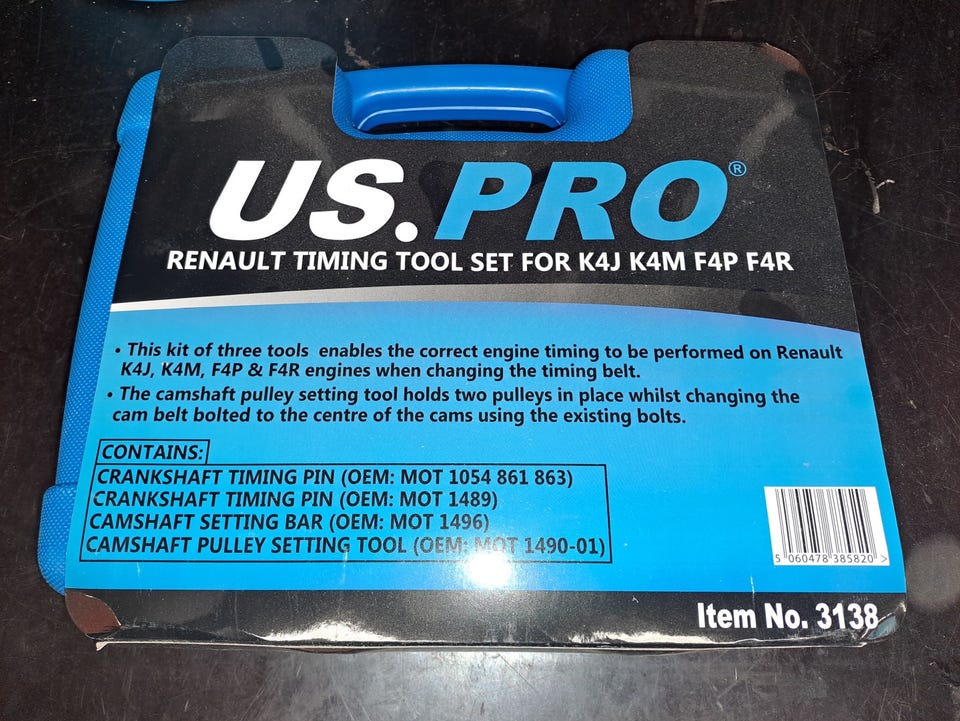 US.PRO®
RENAULT TIMING TOOL SET FOR K4J K4M F4P F4R
• This kit of three tools enables the correct engine timing to be performed on Renault
K4J, K4M, F4P & F4R engines when changing the timing belt.
• The camshaft pulley setting tool holds two pulleys in place whilst changing the
cam belt bolted to the centre of the cams using the existing bolts.
CONTAINS:
CRANKSHAFT TIMING PIN (OEM: MOT 1054 861 863)
CRANKSHAFT TIMING PIN (OEM: MOT 1489)
CAMSHAFT SETTING BAR (OEM: MOT 1496)
CAMSHAFT PULLEY SETTING TOOL (OEM: MOT 1490-01)
5 060478 385820 >
Item No. 3138